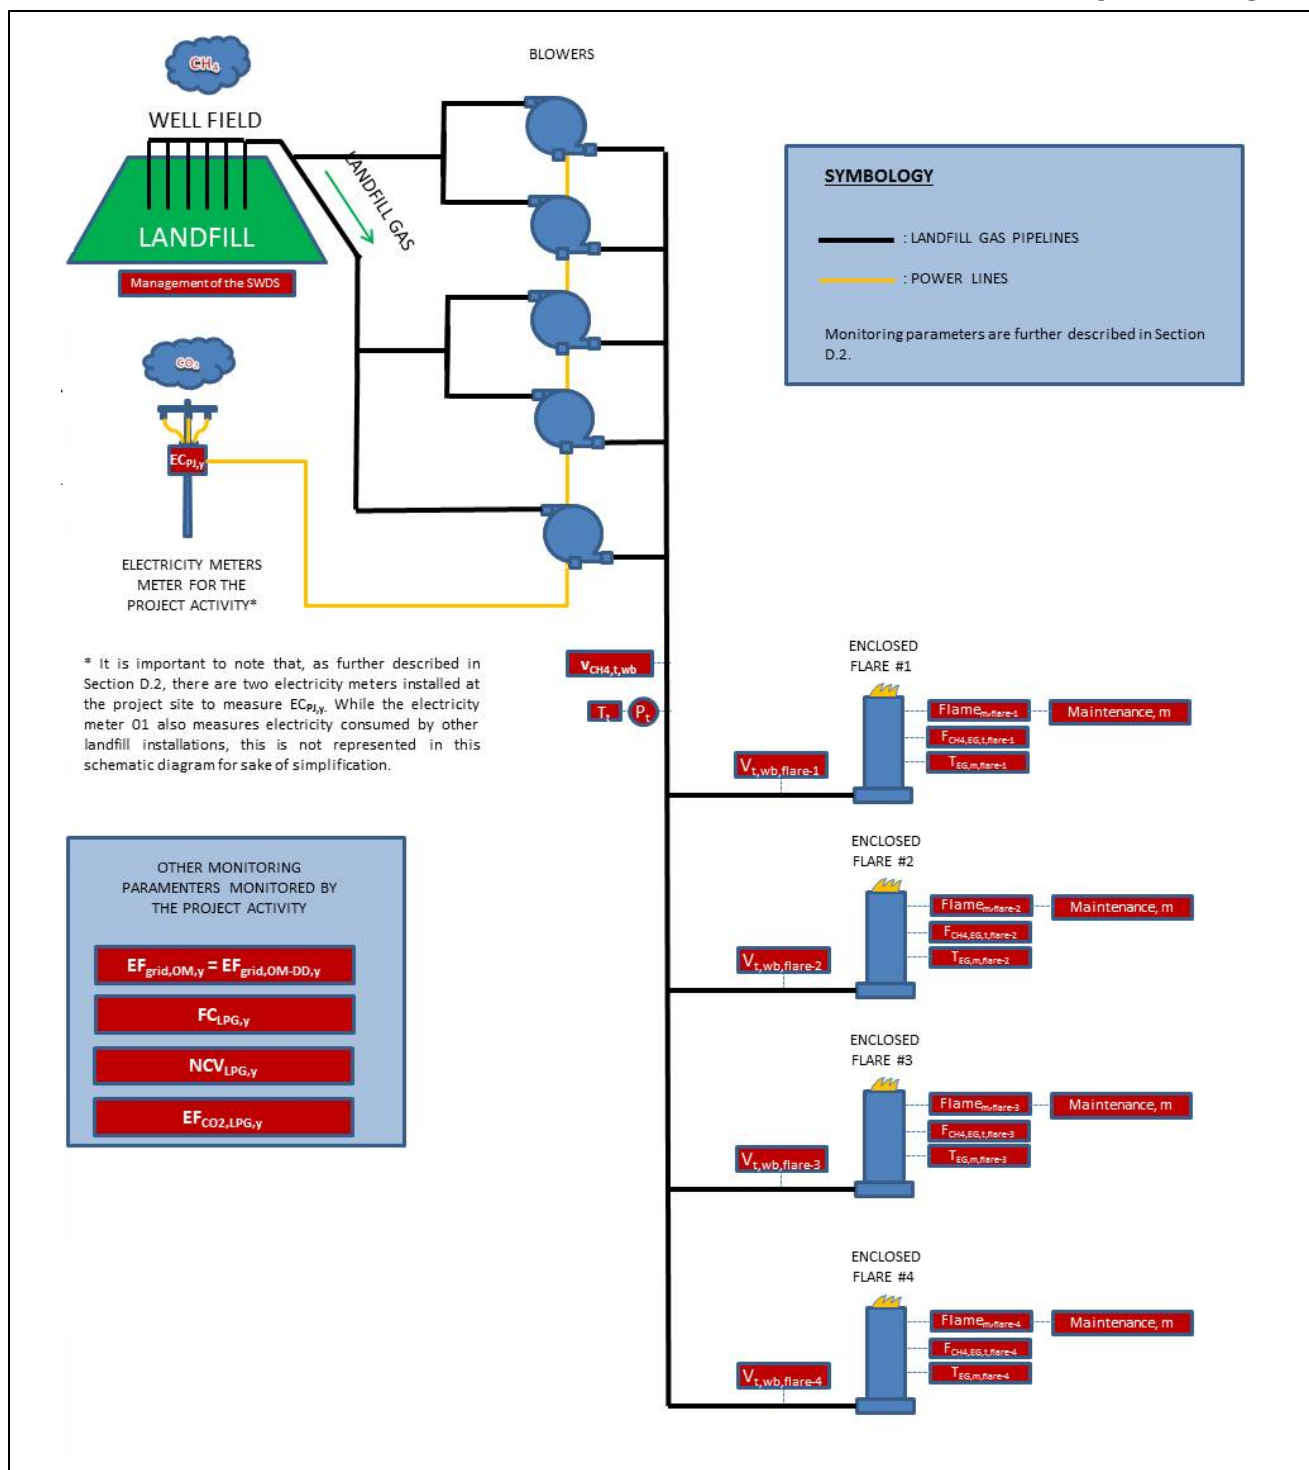 CH4
BLOWERS
WELL FIELD
LANDFILL GAS
LANDFILL
Management of the SWDS
SYMBOLOGY
: LANDFILL GAS PIPELINES
: POWER LINES
Monitoring parameters are further described in Section
D.2.
CO2
ECPJ,y
ELECTRICITY METERS
METER FOR THE
PROJECT ACTIVITY*
* It is important to note that, as further described in
Section D.2, there are two electricity meters installed at
the project site to measure ECPJ,y. While the electricity
meter 01 also measures electricity consumed by other
landfill installations, this is not represented in this
schematic diagram for sake of simplification.
vCH4,t,wb
Tt
Pt
ENCLOSED
FLARE #1
Flamem,flare-1
Maintenance, m
FCH4,EG,t,flare-1
TEG,m,flare-1
Vt,wb,flare-1
ENCLOSED
FLARE #2
Flamem,flare-2
Maintenance, m
FCH4,EG,t,flare-2
TEG,m,flare-2
Vt,wb,flare-2
OTHER MONITORING
PARAMENTERS MONITORED BY
THE PROJECT ACTIVITY
EFgrid,OM,y = EFgrid,OM-DD,y
FCLPG,y
NCVLPG,y
EFCO2,LPG,y
ENCLOSED
FLARE #3
Flamem,flare-3
Maintenance, m
FCH4,EG,t,flare-3
TEG,m,flare-3
Vt,wb,flare-3
ENCLOSED
FLARE #4
Flamem,flare-4
Maintenance, m
FCH4,EG,t,flare-4
TEG,m,flare-4
Vt,wb,flare-4